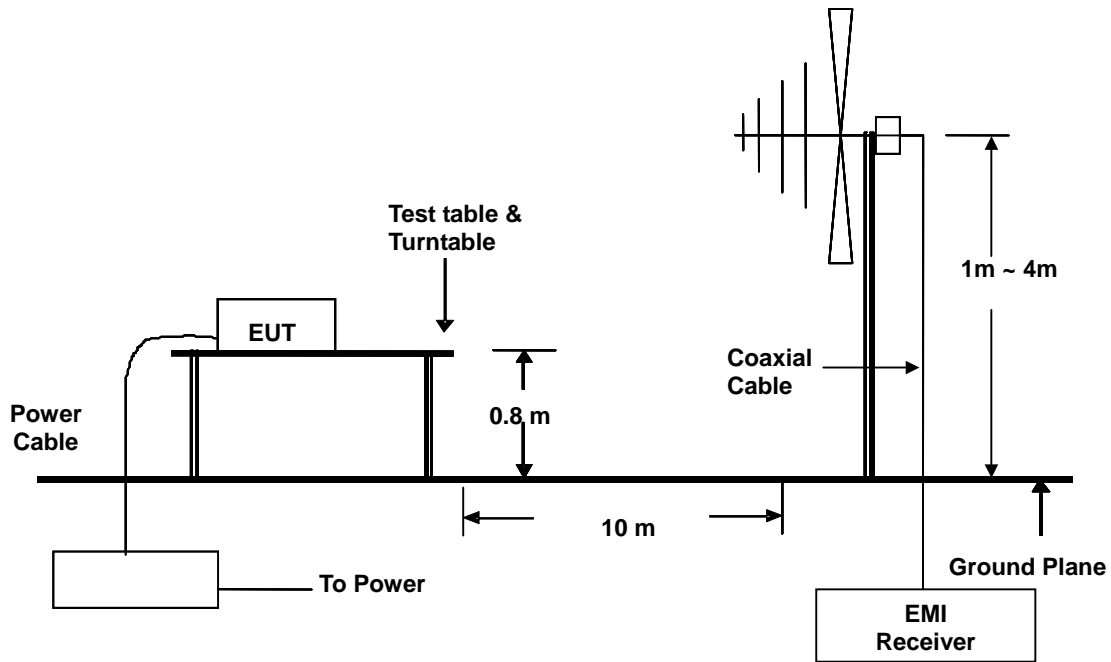 Test table &
Turntable
1m ~ 4m
EUT
Coaxial
Cable
0.8 m
Power
Cable
10 m
To Power
Ground Plane
EMI
Receiver